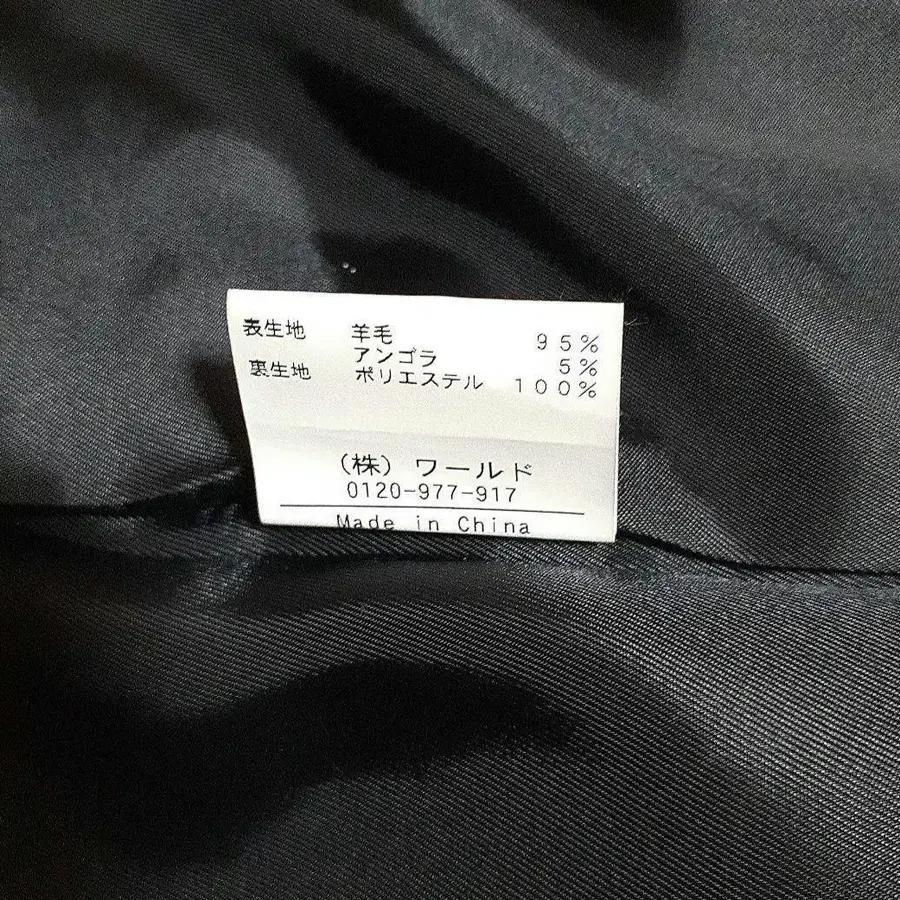 表生地 羊毛 95%
アンゴラ 5%
裏生地 ポリエステル 100%
(株) ワールド
0120-977-917
Made in China